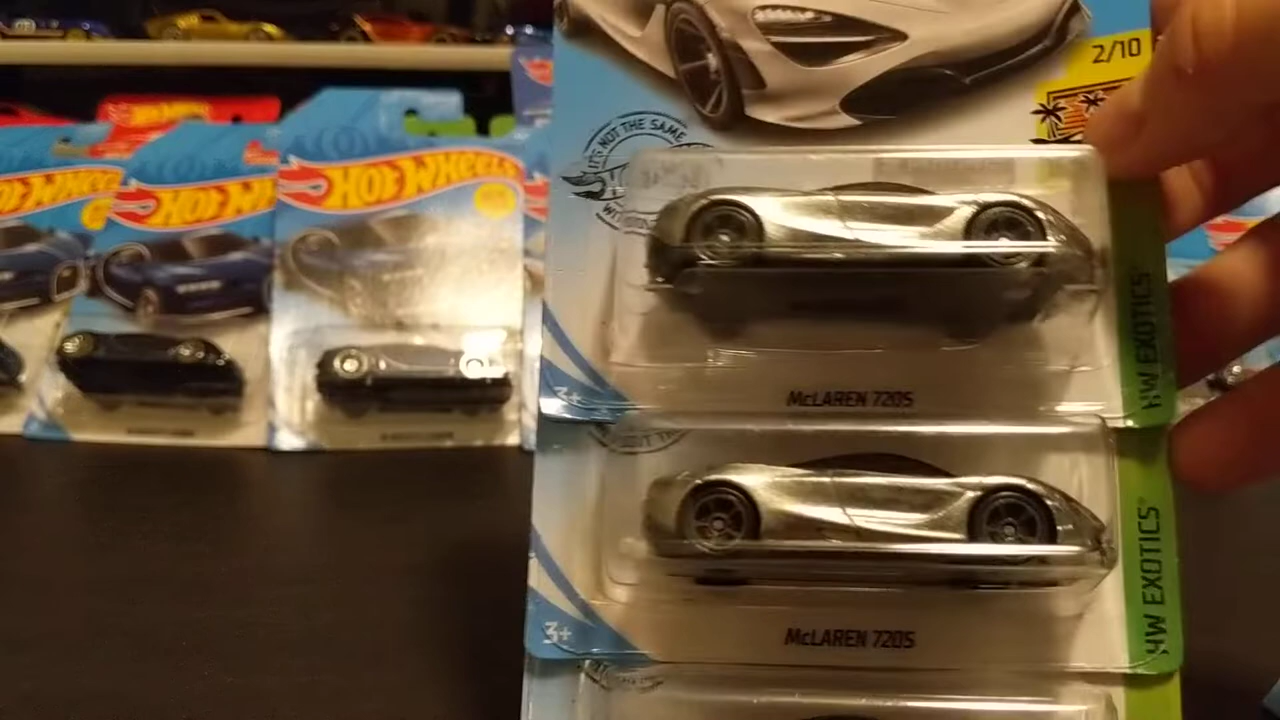 2/10
IT'S NOT THE SAME
HOT WHEELS
HOT WHEELS
HOT WHEELS
HW EXOTICS
3+
McLAREN 720S
HW EXOTICS
3+
McLAREN 720S